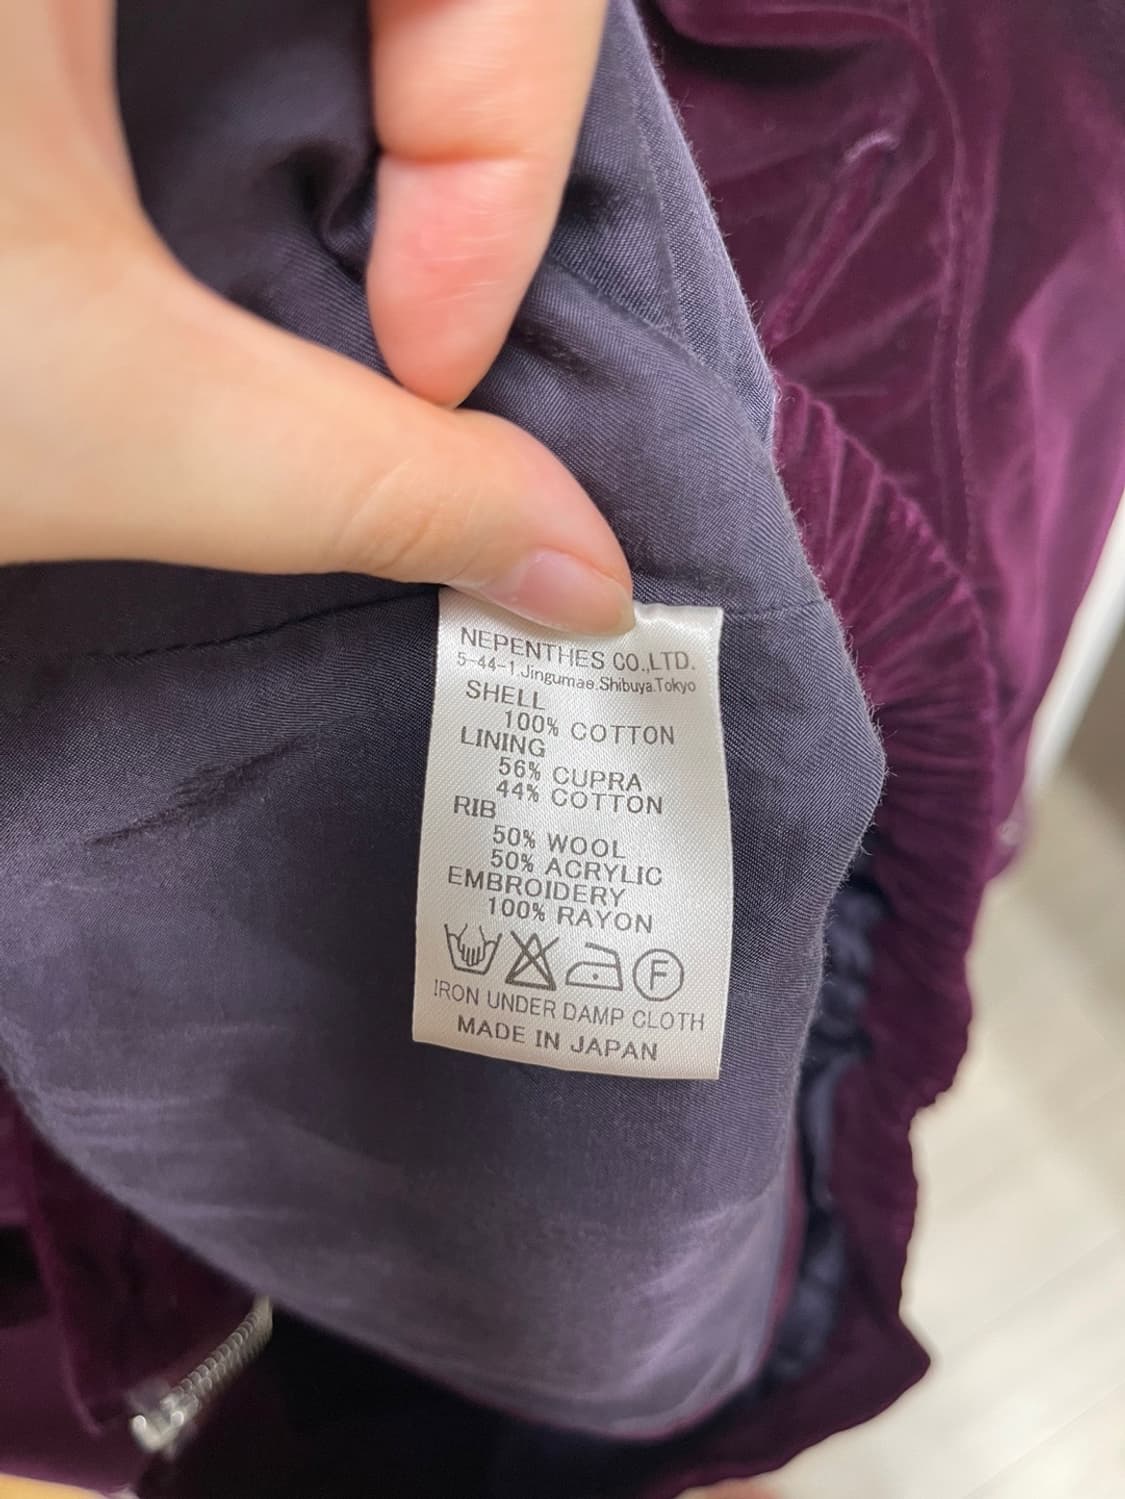 NEPENTHES CO.,LTD.
5-44-1.Jingumae.Shibuya.Tokyo
SHELL
100% COTTON
LINING
56% CUPRA
44% COTTON
RIB
50% WOOL
50% ACRYLIC
EMBROIDERY
100% RAYON
F
IRON UNDER DAMP CLOTH
MADE IN JAPAN